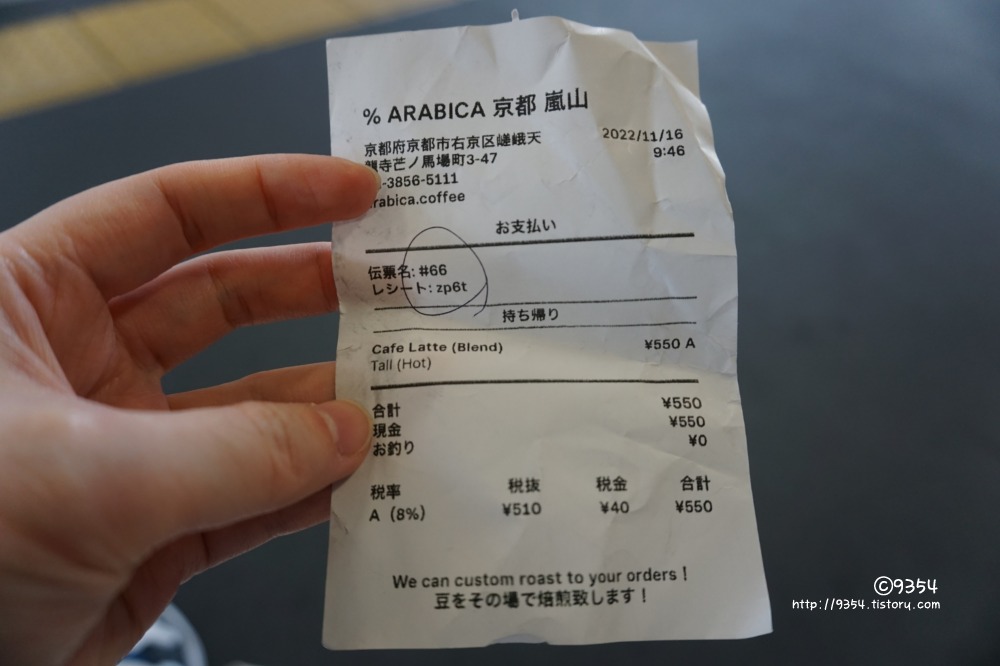 % ARABICA 京都 嵐山
京都府京都市右京区嵯峨天
龍寺芒ノ馬場町3-47
-3856-5111
arabica.coffee
2022/11/16
9:46
お支払い
伝票名: #66
レシート: zp6t
持ち帰り
Cafe Latte (Blend) ¥550 A
Tall (Hot)
合計 ¥550
現金 ¥550
お釣り ¥0
税率 税抜 税金 合計
A (8%) ¥510 ¥40 ¥550
We can custom roast to your orders !
豆をその場で焙煎致します！
©9354
http://9354.tistory.com/